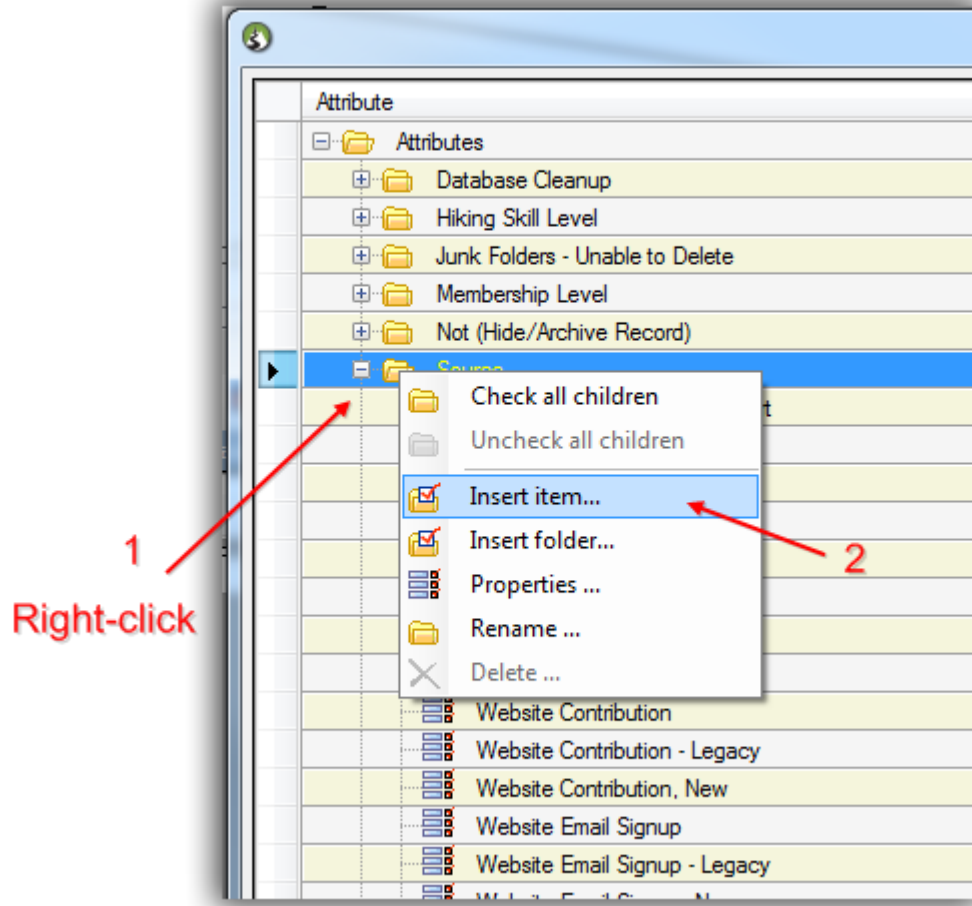 Attribute
Attributes
Database Cleanup
Hiking Skill Level
Junk Folders - Unable to Delete
Membership Level
Not (Hide/Archive Record)
Source
Check all children
t
Uncheck all children
Insert item...
Insert folder...
Properties ...
Rename ...
Delete ...
1
Right-click
2
Website Contribution
Website Contribution - Legacy
Website Contribution, New
Website Email Signup
Website Email Signup - Legacy